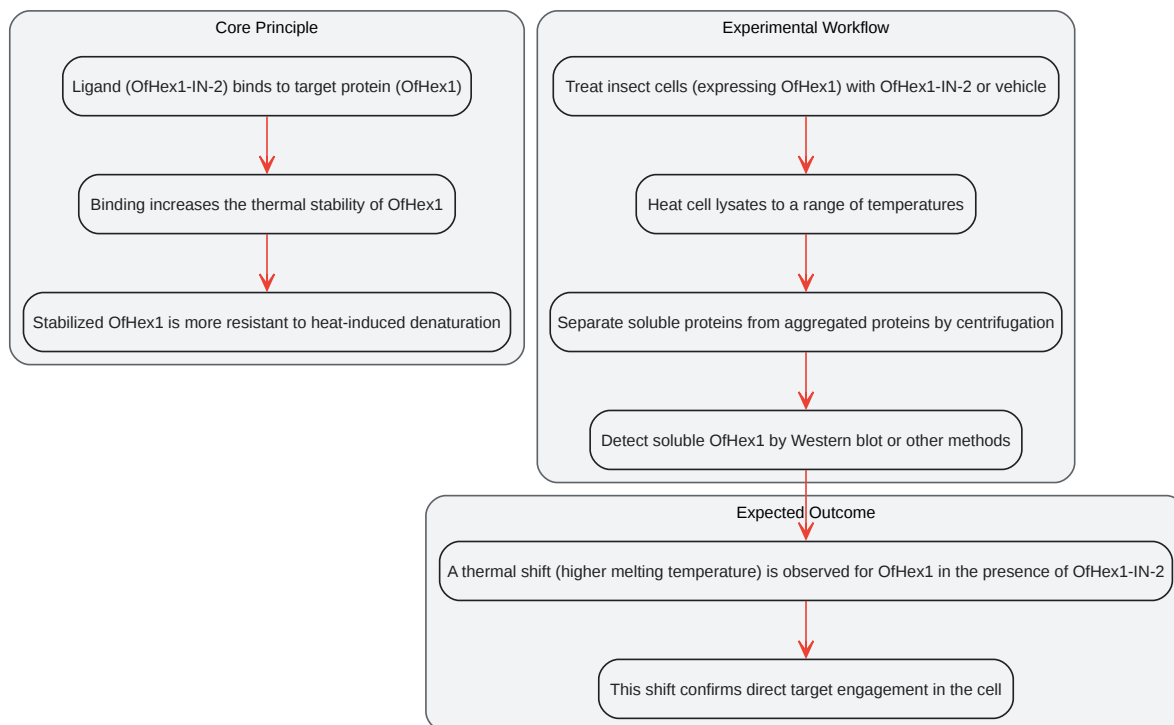 Core Principle
Ligand (OfHex1-IN-2) binds to target protein (OfHex1)
Binding increases the thermal stability of OfHex1
Stabilized OfHex1 is more resistant to heat-induced denaturation
Experimental Workflow
Treat insect cells (expressing OfHex1) with OfHex1-IN-2 or vehicle
Heat cell lysates to a range of temperatures
Separate soluble proteins from aggregated proteins by centrifugation
Detect soluble OfHex1 by Western blot or other methods
Expected Outcome
A thermal shift (higher melting temperature) is observed for OfHex1 in the presence of OfHex1-IN-2
This shift confirms direct target engagement in the cell